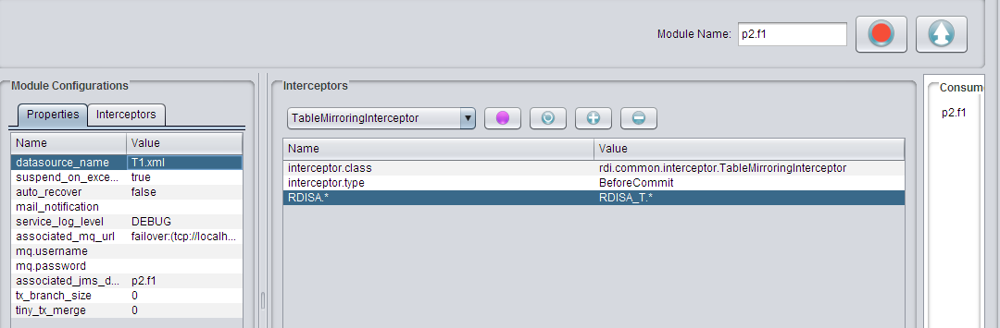 Module Name: p2.f1
Module Configurations
Properties Interceptors
Name Value
datasource_name T1.xml
suspend_on_exce... true
auto_recover false
mail_notification
service_log_level DEBUG
associated_mq_url failover:(tcp://localh...
mq.username
mq.password
associated_jms_d... p2.f1
tx_branch_size 0
tiny_tx_merge 0
Interceptors
TableMirroringInterceptor
Name Value
interceptor.class rdi.common.interceptor.TableMirroringInterceptor
interceptor.type BeforeCommit
RDISA.* RDISA_T.*
Consume
p2.f1